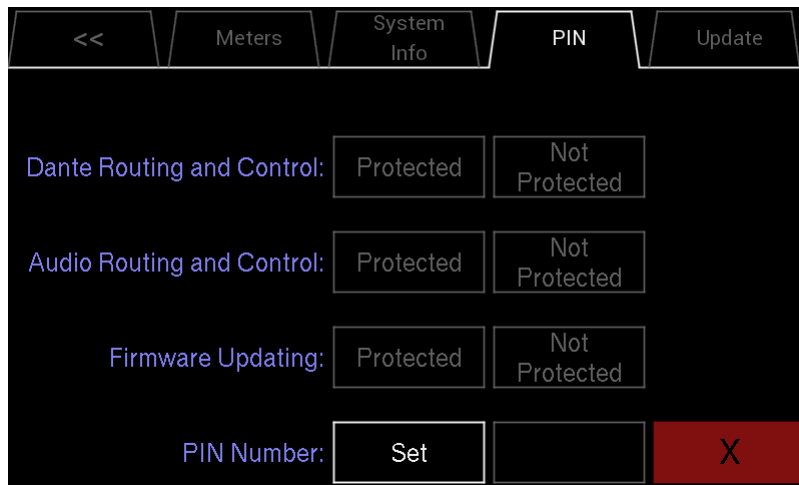 << Meters System Info PIN Update
Dante Routing and Control: Protected Not Protected
Audio Routing and Control: Protected Not Protected
Firmware Updating: Protected Not Protected
PIN Number: Set X